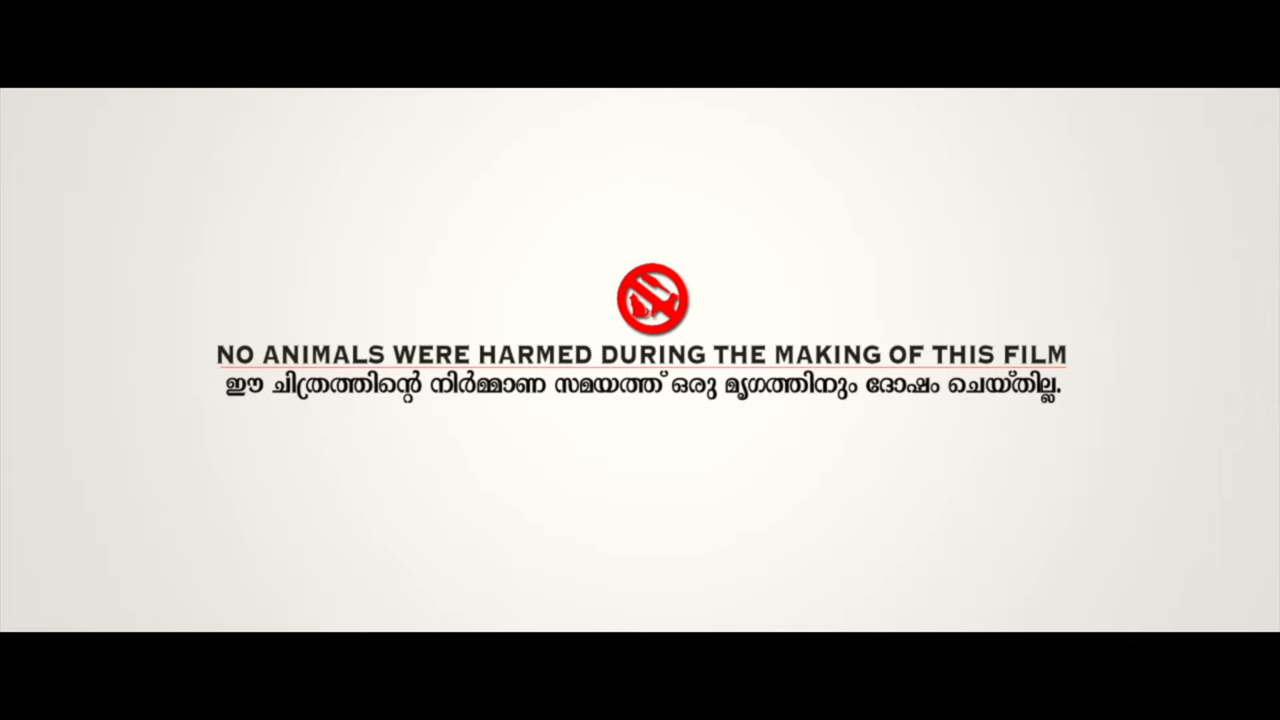 NO ANIMALS WERE HARMED DURING THE MAKING OF THIS FILM
ഈ ചിത്രത്തിന്റെ നിർമ്മാണ സമയത്ത് ഒരു മൃഗത്തിനും ദോഷം ചെയ്തില്ല.